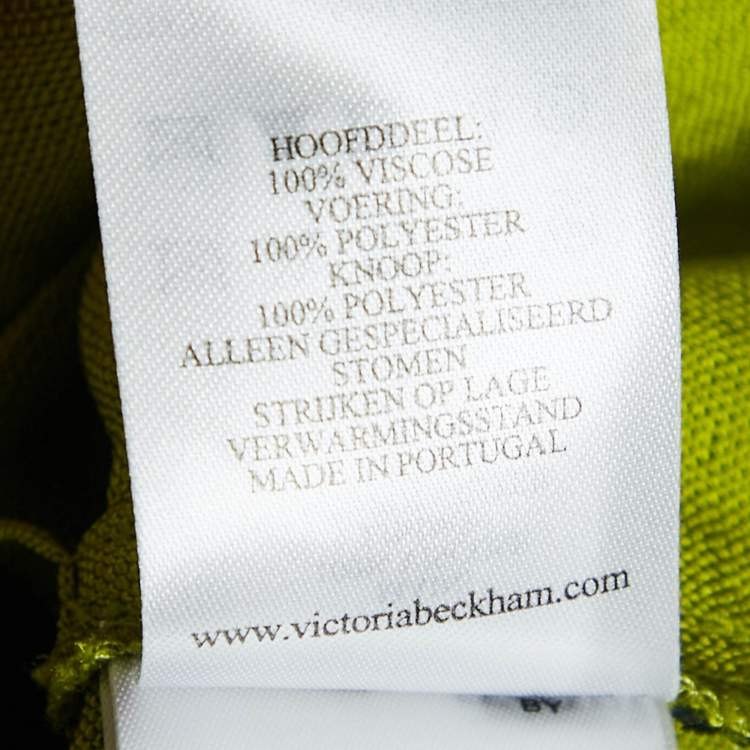 HOOFDDEEL:
100% VISCOSE
VOERING:
100% POLYESTER
KNOOP:
100% POLYESTER
ALLEEN GESPECIALISEERD
STOMEN
STRIJKEN OP LAGE
VERWARMINGSSTAND
MADE IN PORTUGAL
www.victoriabeckham.com
BY